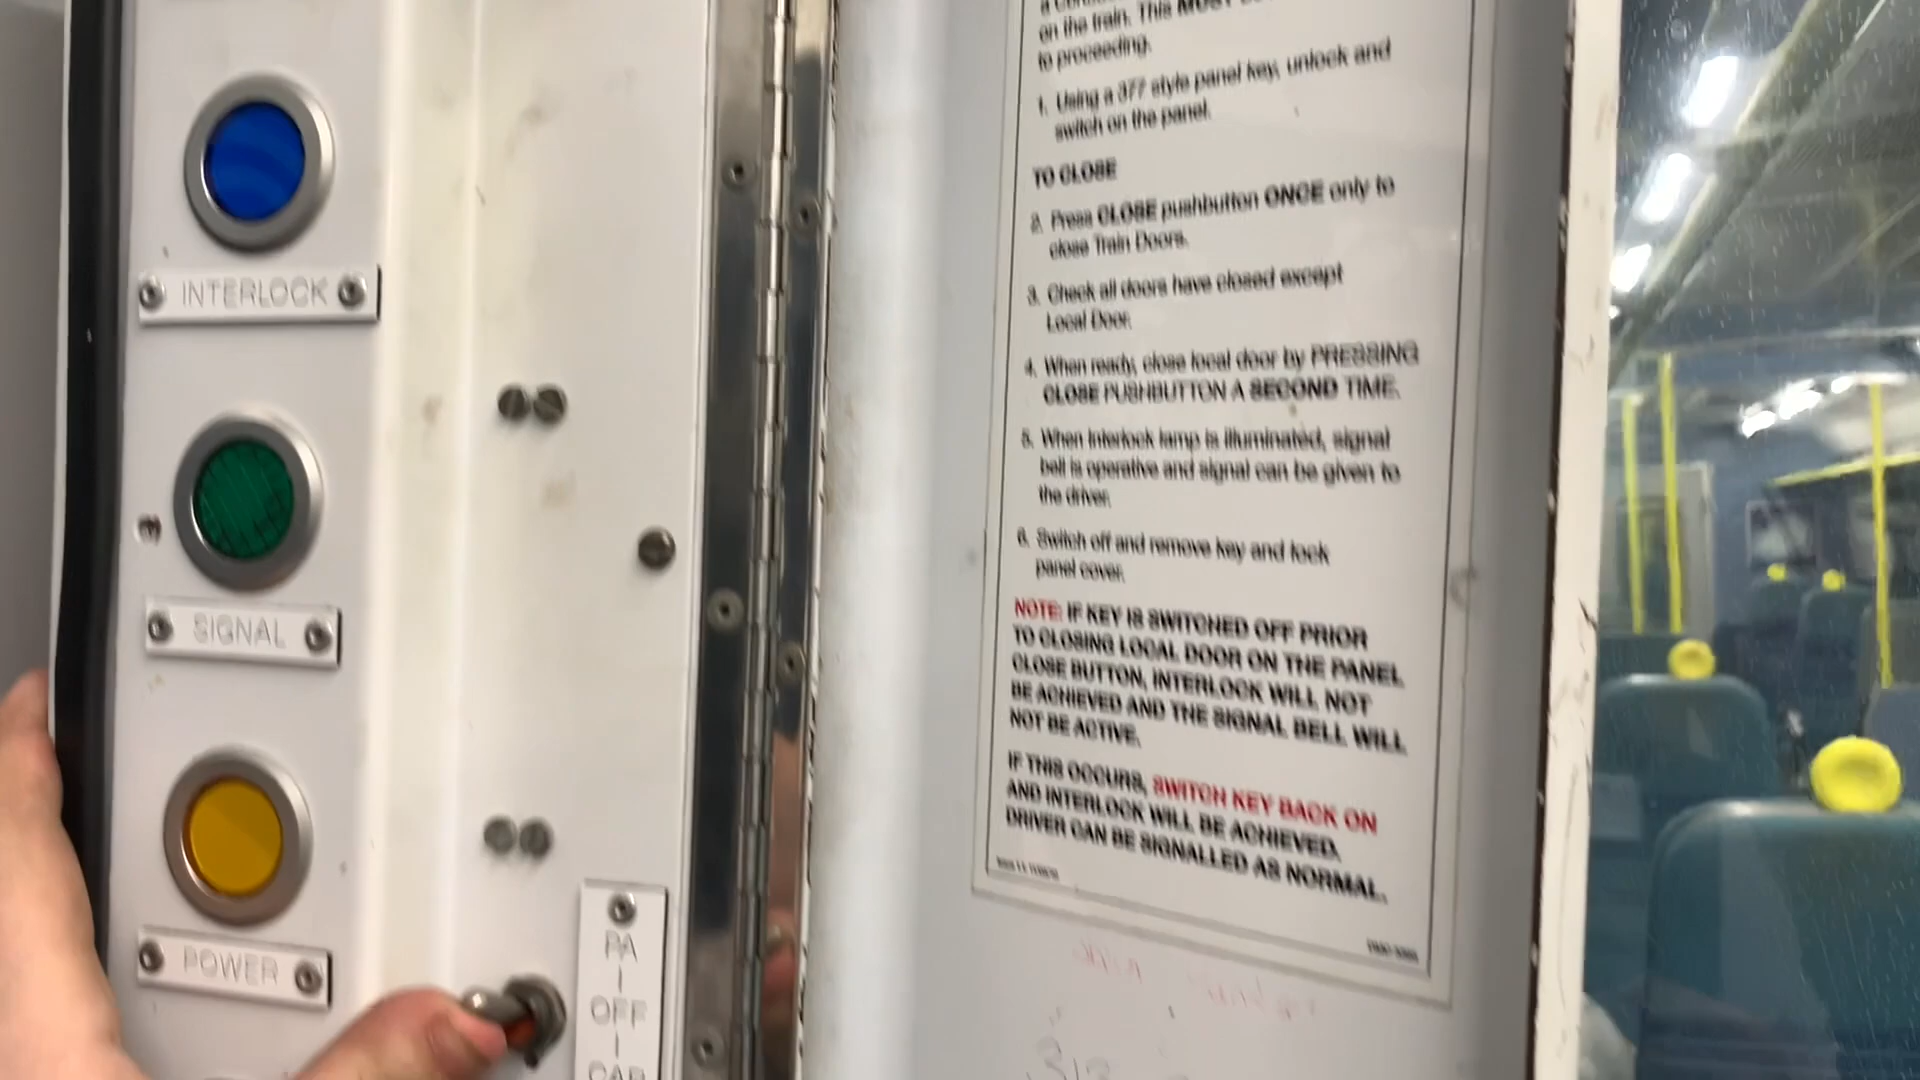 on the train. This MUST
to proceeding.
1. Using a 377 style panel key, unlock and
switch on the panel.
TO CLOSE
2. Press CLOSE pushbutton ONCE only to
close Train Doors.
3. Check all doors have closed except
Local Door.
4. When ready, close local door by PRESSING
CLOSE PUSHBUTTON A SECOND TIME.
5. When interlock lamp is illuminated, signal
bell is operative and signal can be given to
the driver.
6. Switch off and remove key and lock
panel cover.
NOTE: IF KEY IS SWITCHED OFF PRIOR
TO CLOSING LOCAL DOOR ON THE PANEL
CLOSE BUTTON, INTERLOCK WILL NOT
BE ACHIEVED AND THE SIGNAL BELL WILL
NOT BE ACTIVE.
IF THIS OCCURS, SWITCH KEY BACK ON
AND INTERLOCK WILL BE ACHIEVED.
DRIVER CAN BE SIGNALLED AS NORMAL.
INTERLOCK
SIGNAL
POWER
PA
OFF
CAB
313